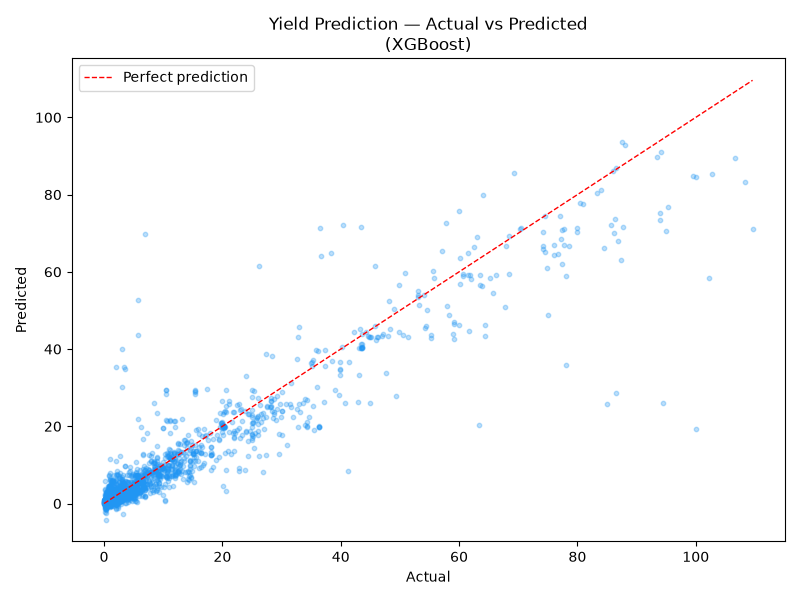 Yield Prediction — Actual vs Predicted
(XGBoost)
Perfect prediction
100
80
60
40
20
0
Predicted
0 20 40 60 80 100
Actual